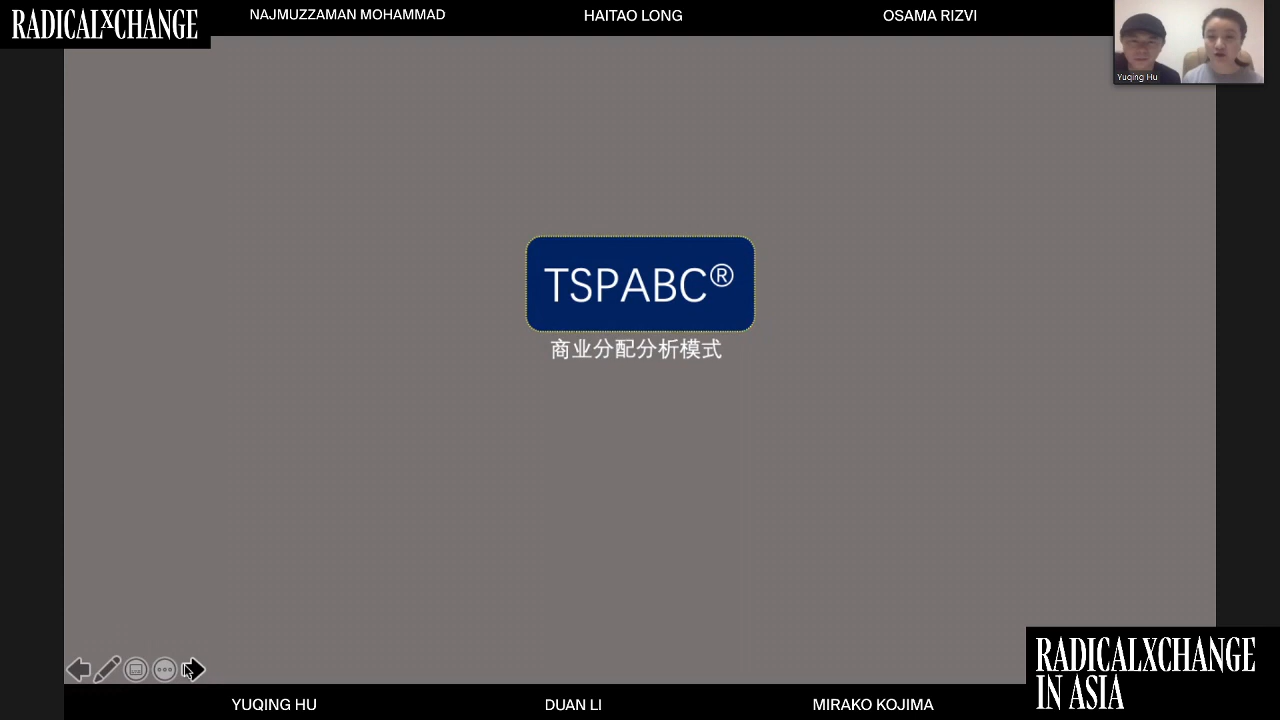 RADICALXCHANGE
NAJMUZZAMAN MOHAMMAD
HAITAO LONG
OSAMA RIZVI
Yuqing Hu
TSPABC®
商业分配分析模式
RADICALXCHANGE
IN ASIA
YUQING HU
DUAN LI
MIRAKO KOJIMA